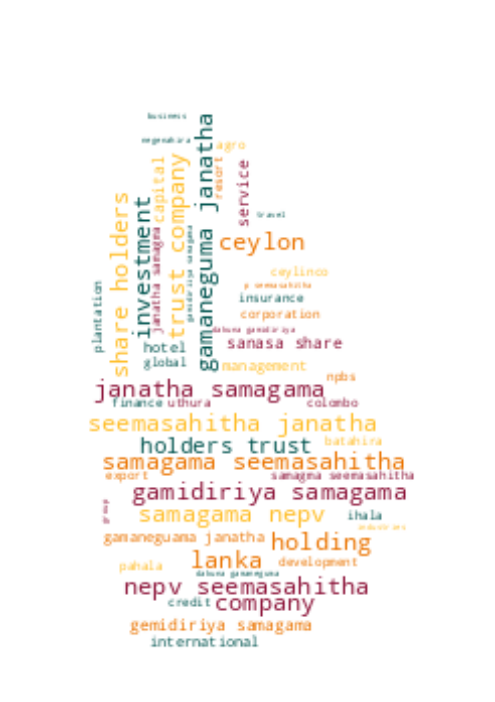 business
negenahira
agro
gamaneguma janatha
trust company
capital
resort
service
travel
share holders
investment
janatha samagma
gamidiriya samagama
ceylon
ceylinco
p seemasahitha
insurance
plantation
corporation
dakuna gamidiriya
hotel
sanasa share
global
management
npbs
janatha samagama
finance
uthura
colombo
seemasahitha janatha
holders trust
batahira
samagama seemasahitha
export
samagma seemasahitha
gamidiriya samagama
group
samagama nepv
ihala
industries
gamaneguama janatha
holding
lanka
development
pahala
dakuna gamaneguma
nepv seemasahitha
credit
company
gemidiriya samagama
international